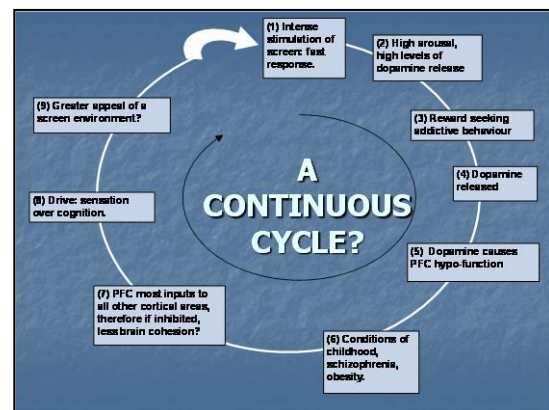 (1) Intense
stimulation of
screen: fast
response.
(2) High arousal,
high levels of
dopamine release
(3) Reward seeking
addictive behaviour
(4) Dopamine
released
(5) Dopamine causes
PFC hypo-function
(6) Conditions of
childhood,
schizophrenia,
obesity.
(7) PFC most inputs to
all other cortical areas,
therefore if inhibited,
less brain cohesion?
(8) Drive: sensation
over cognition.
(9) Greater appeal of a
screen environment?
A
CONTINUOUS
CYCLE?